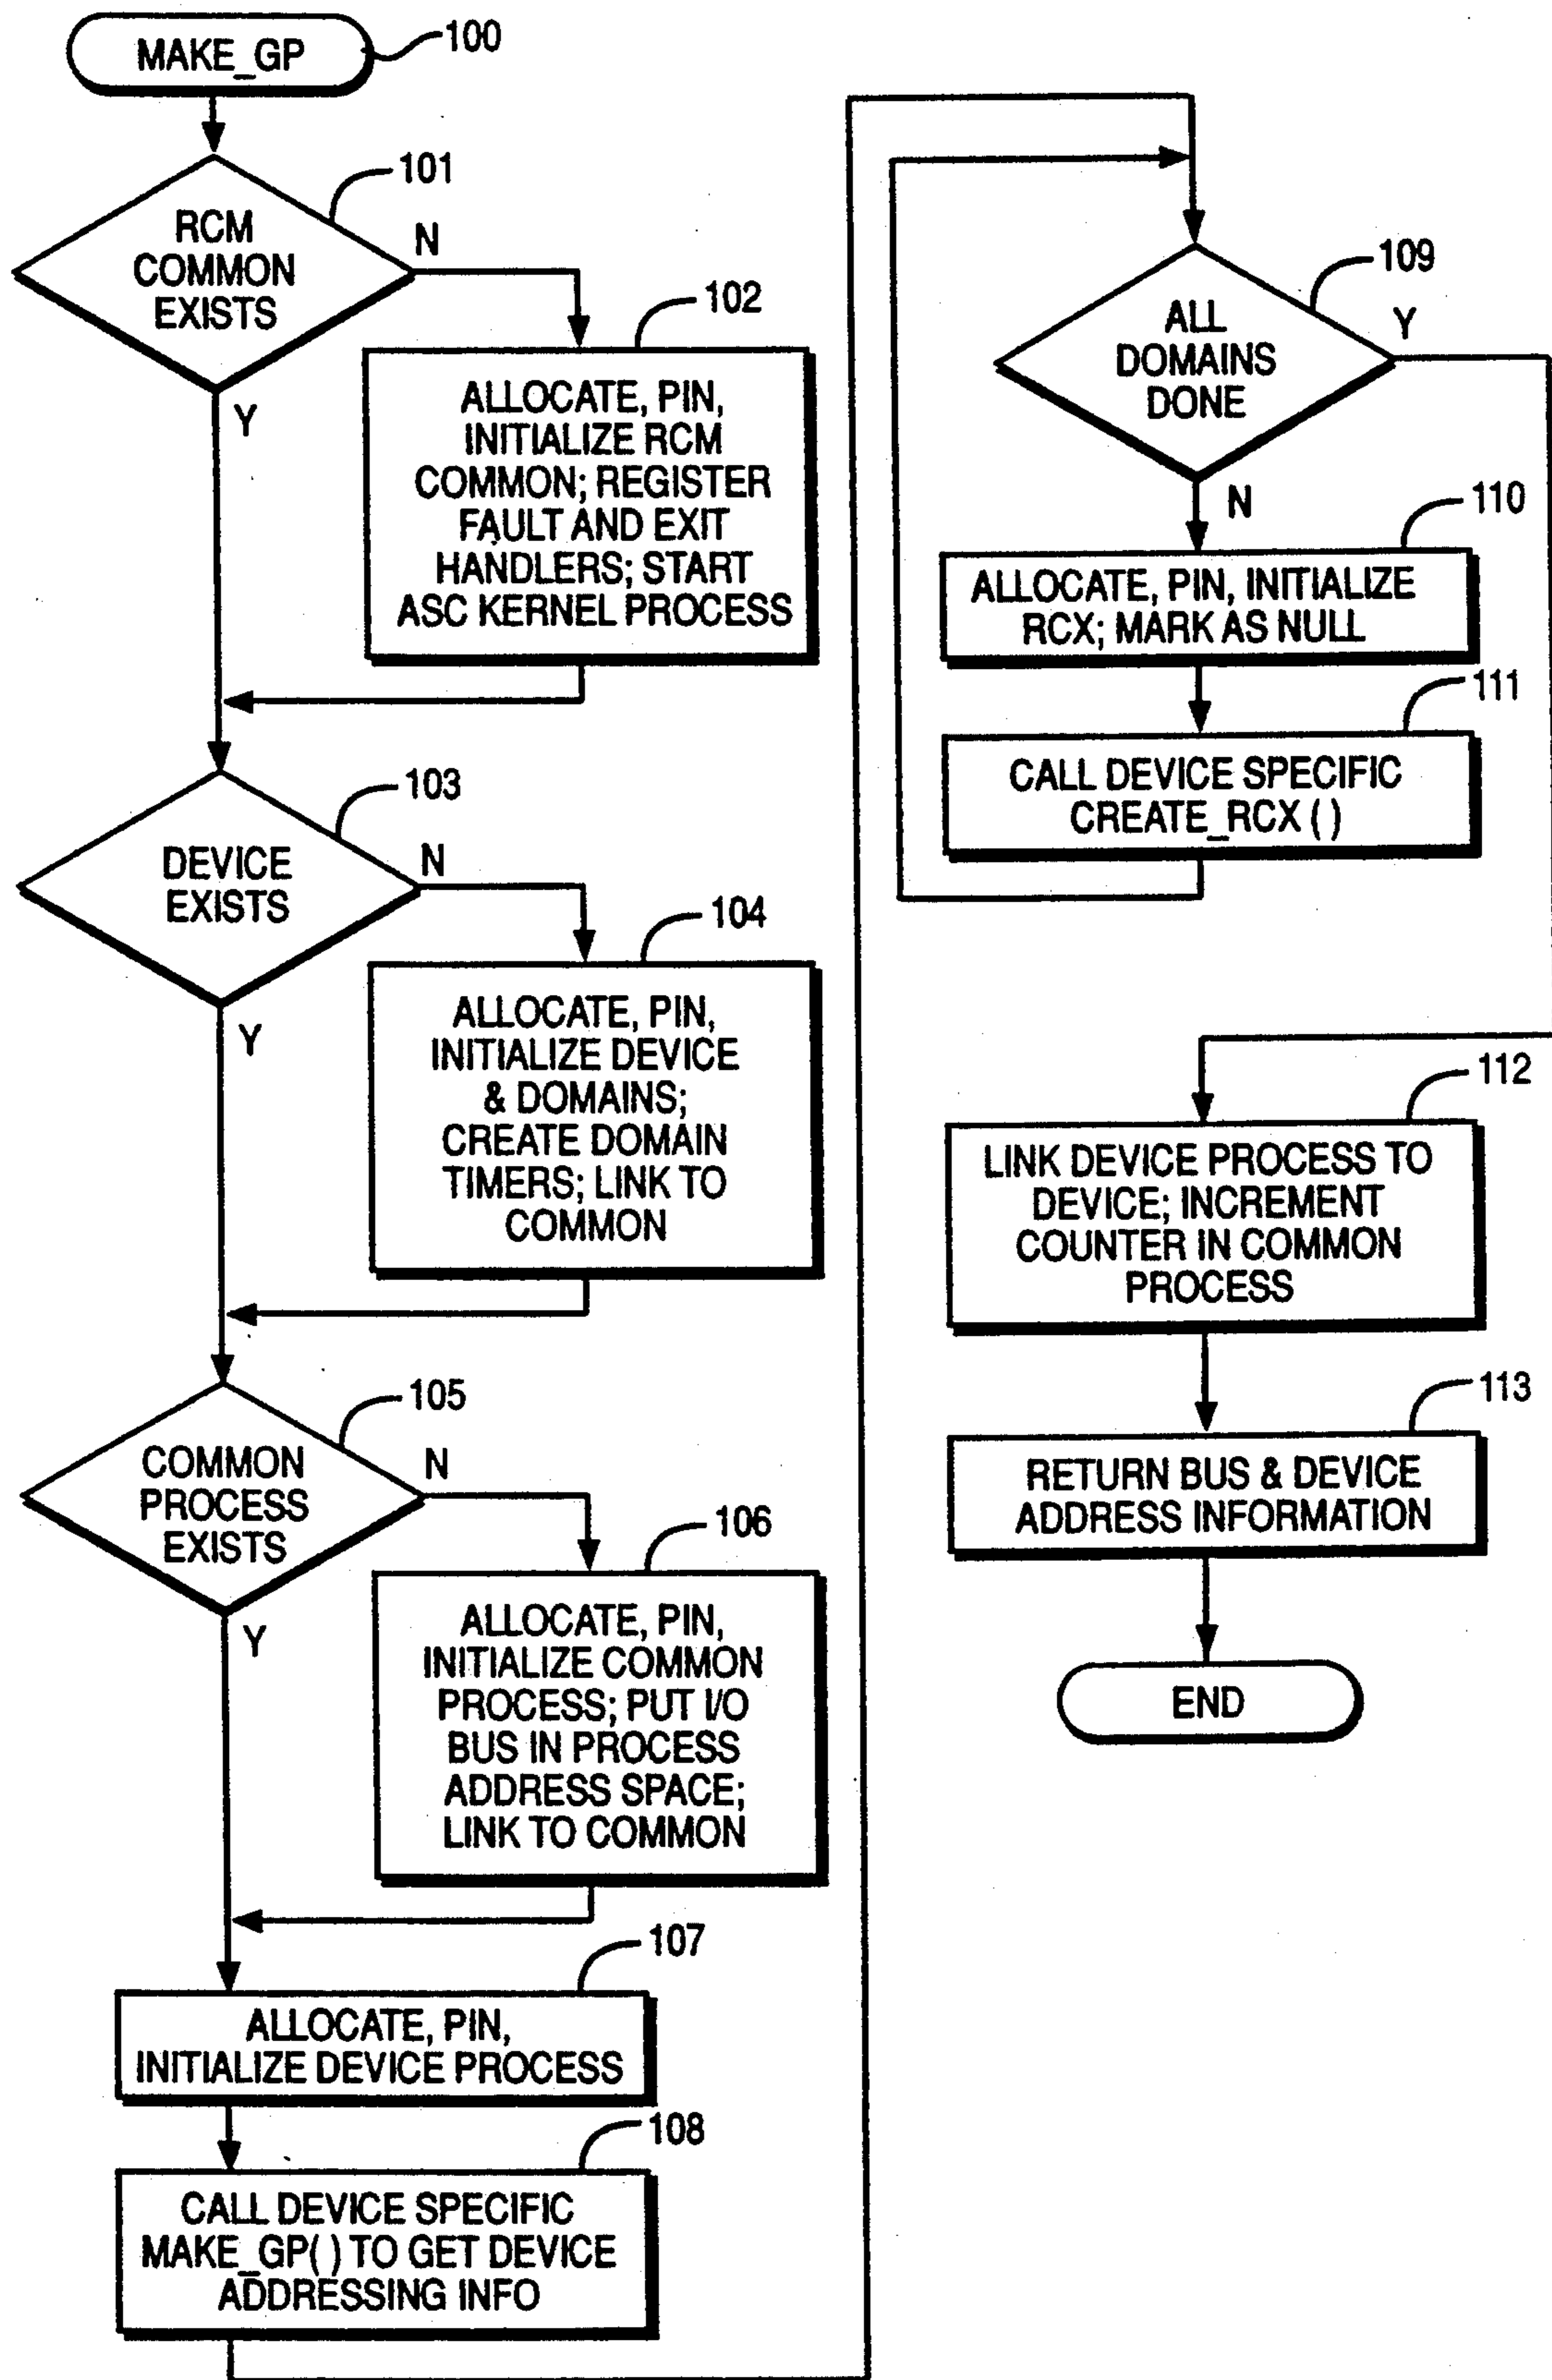 MAKE_GP
100
101
RCM
COMMON
EXISTS
N
Y
102
ALLOCATE, PIN,
INITIALIZE RCM
COMMON; REGISTER
FAULT AND EXIT
HANDLERS; START
ASC KERNEL PROCESS
103
DEVICE
EXISTS
N
Y
104
ALLOCATE, PIN,
INITIALIZE DEVICE
& DOMAINS;
CREATE DOMAIN
TIMERS; LINK TO
COMMON
105
COMMON
PROCESS
EXISTS
N
Y
106
ALLOCATE, PIN,
INITIALIZE COMMON
PROCESS; PUT I/O
BUS IN PROCESS
ADDRESS SPACE;
LINK TO COMMON
107
ALLOCATE, PIN,
INITIALIZE DEVICE PROCESS
108
CALL DEVICE SPECIFIC
MAKE_GP( ) TO GET DEVICE
ADDRESSING INFO
109
ALL
DOMAINS
DONE
Y
N
110
ALLOCATE, PIN, INITIALIZE
RCX; MARK AS NULL
111
CALL DEVICE SPECIFIC
CREATE_RCX ( )
112
LINK DEVICE PROCESS TO
DEVICE; INCREMENT
COUNTER IN COMMON
PROCESS
113
RETURN BUS & DEVICE
ADDRESS INFORMATION
END